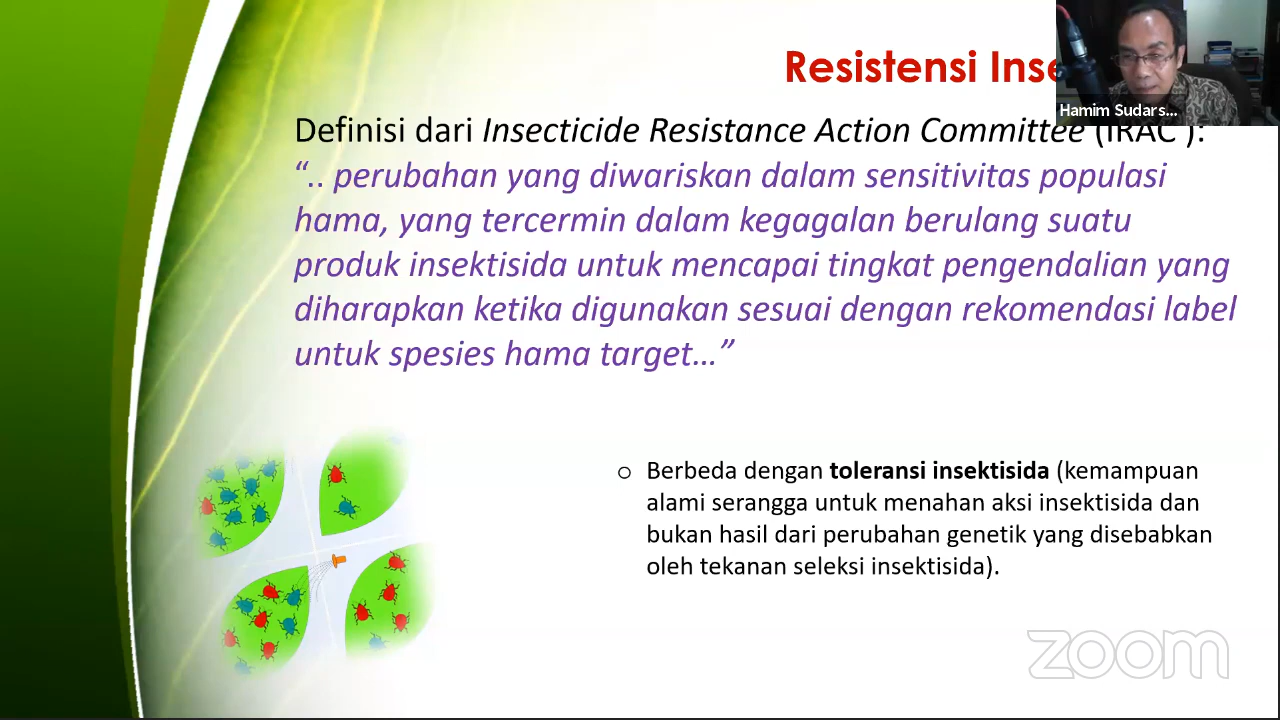 Resistensi
Hamim Sudars...
Definisi dari Insecticide Resistance Action Committee (IRAC ):
“.. perubahan yang diwariskan dalam sensitivitas populasi
hama, yang tercermin dalam kegagalan berulang suatu
produk insektisida untuk mencapai tingkat pengendalian yang
diharapkan ketika digunakan sesuai dengan rekomendasi label
untuk spesies hama target…”
o Berbeda dengan toleransi insektisida (kemampuan
alami serangga untuk menahan aksi insektisida dan
bukan hasil dari perubahan genetik yang disebabkan
oleh tekanan seleksi insektisida).
zoom